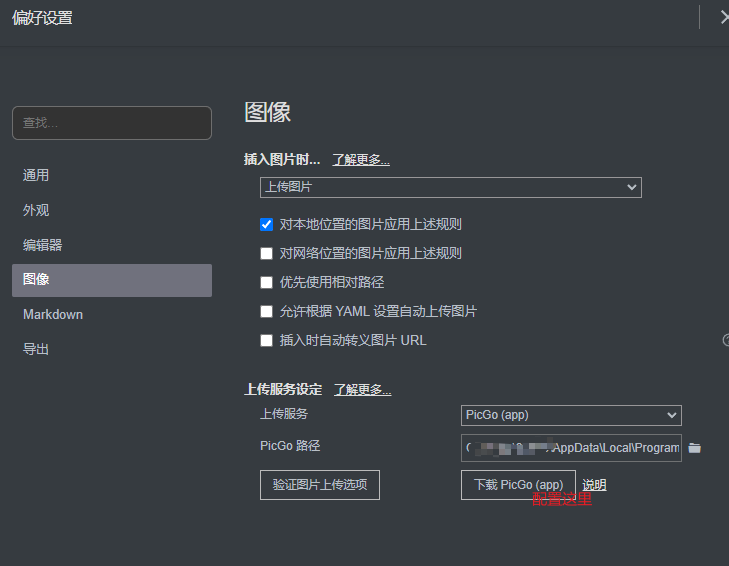 偏好设置
查找...
通用
外观
编辑器
图像
Markdown
导出
图像
插入图片时... 了解更多...
上传图片
对本地位置的图片应用上述规则
对网络位置的图片应用上述规则
优先使用相对路径
允许根据 YAML 设置自动上传图片
插入时自动转义图片 URL
上传服务设定 了解更多...
上传服务 PicGo (app)
PicGo 路径 AppData\Local\Program
验证图片上传选项 下载 PicGo (app) 说明
配置这里